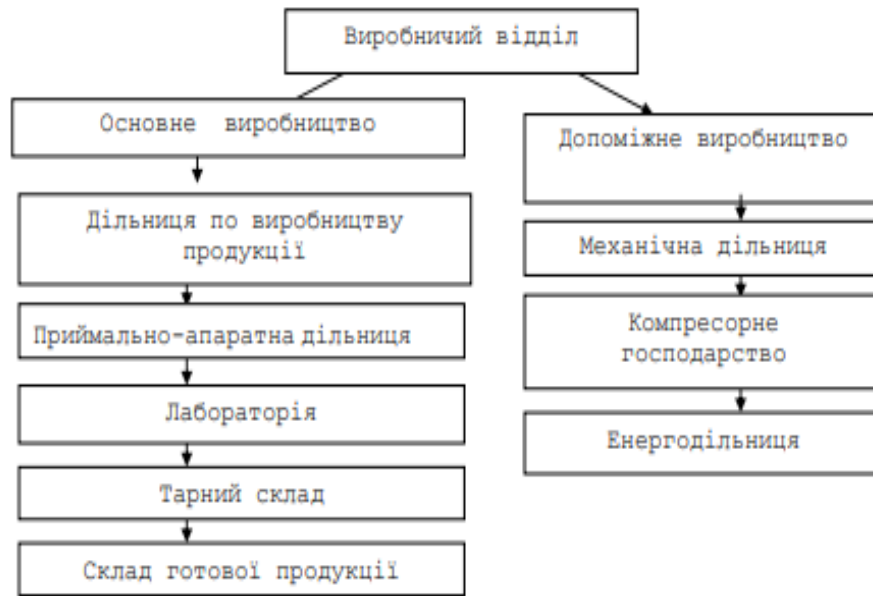 Виробничий відділ
Основне виробництво
Допоміжне виробництво
Дільниця по виробництву
продукції
Механічна дільниця
Приймально-апаратна дільниця
Компресорне
господарство
Лабораторія
Енергодільниця
Тарний склад
Склад готової продукції